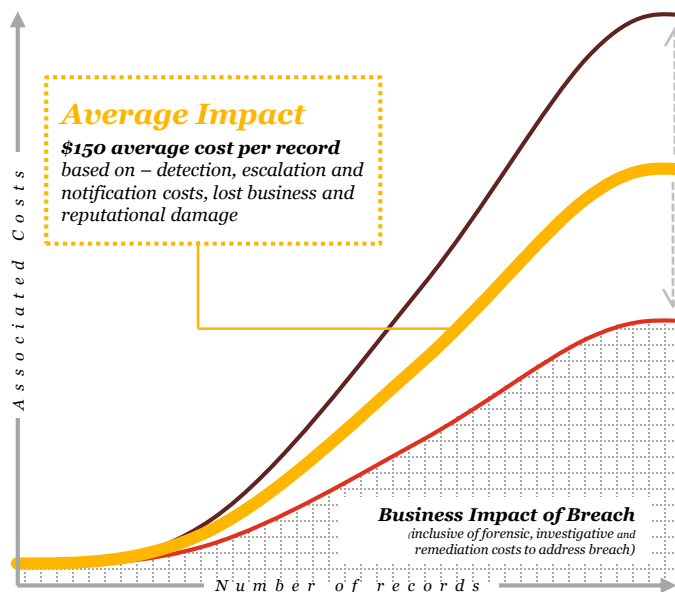 Average Impact
$150 average cost per record
based on – detection, escalation and
notification costs, lost business and
reputational damage
Associated Costs
Business Impact of Breach
(inclusive of forensic, investigative and
remediation costs to address breach)
Number of records